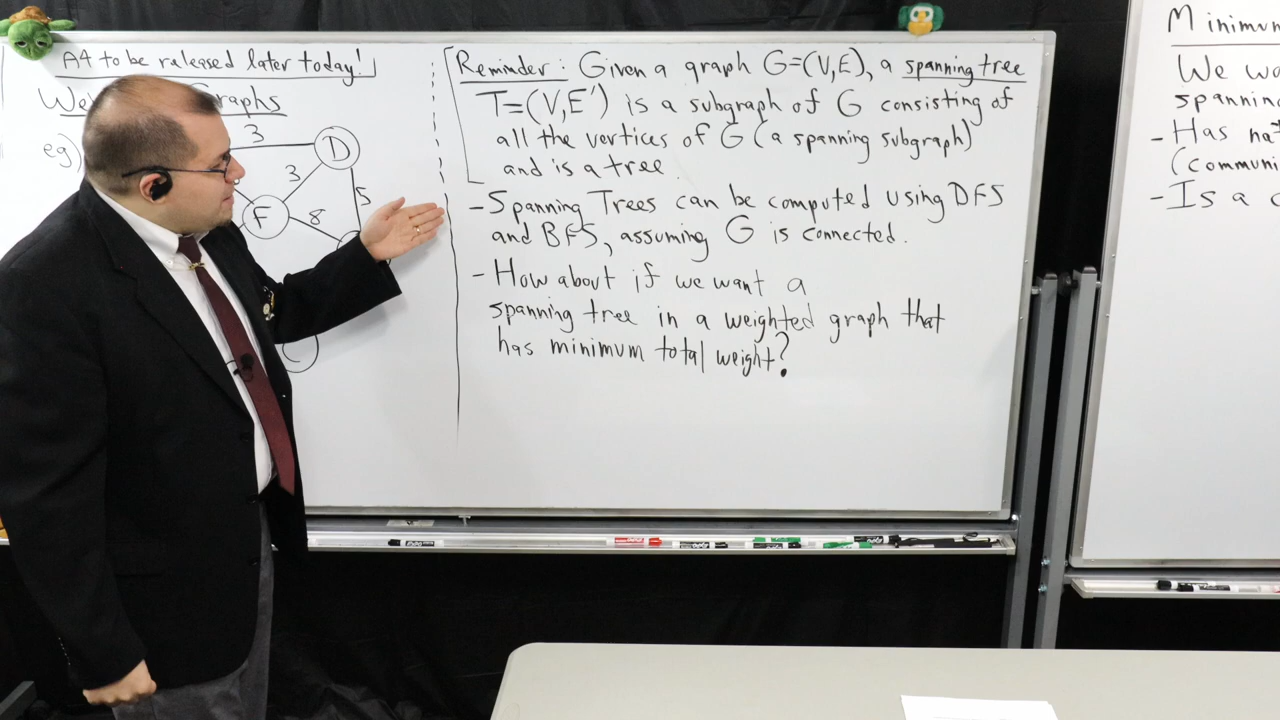 A4 to be released later today!
Graphs
eg)
3
D
3
5
F
8
C
Reminder: Given a graph G=(V,E), a spanning tree
T=(V,E') is a subgraph of G consisting of
all the vertices of G (a spanning subgraph)
and is a tree.
- Spanning Trees can be computed using DFS
and BFS, assuming G is connected.
- How about if we want a
spanning tree in a weighted graph that
has minimum total weight?
We
- Has
- Is a